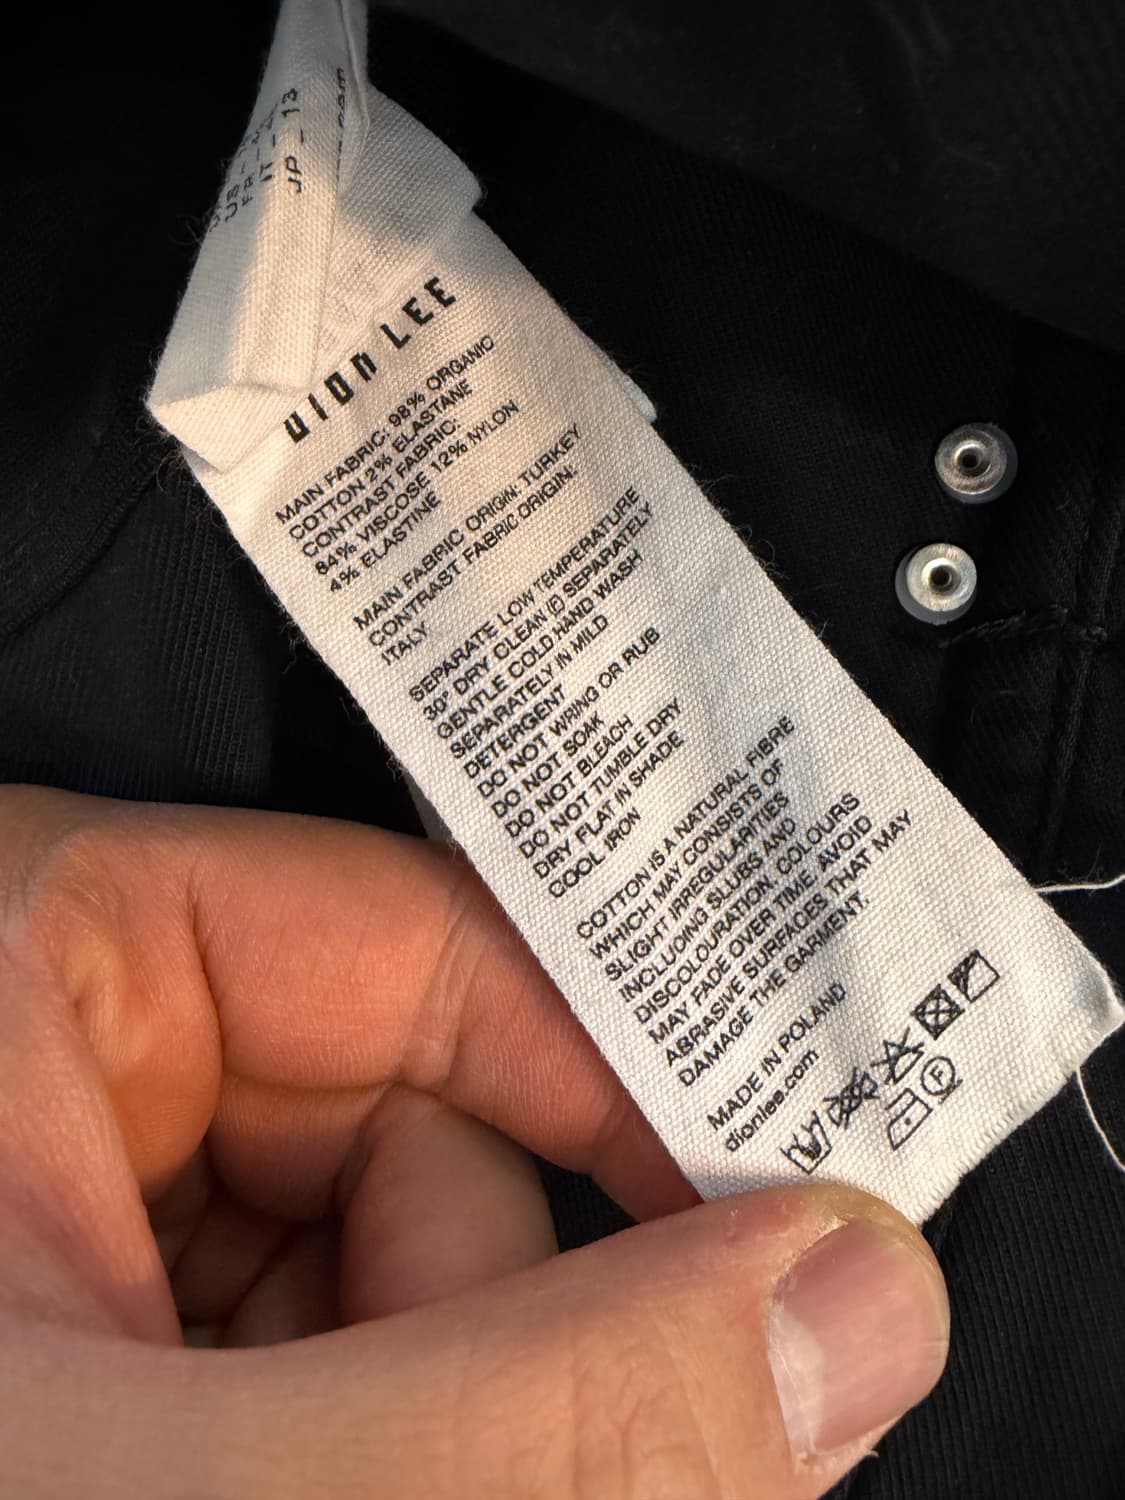 IT -
JP - 13
DION LEE
MAIN FABRIC: 98% ORGANIC
COTTON 2% ELASTANE
CONTRAST FABRIC:
84% VISCOSE 12% NYLON
4% ELASTINE
MAIN FABRIC ORIGIN: TURKEY
CONTRAST FABRIC ORIGIN:
ITALY
SEPARATE LOW TEMPERATURE
30° DRY CLEAN (F) SEPARATELY
GENTLE COLD HAND WASH
SEPARATELY IN MILD
DETERGENT
DO NOT WRING OR RUB
DO NOT SOAK
DO NOT BLEACH
DO NOT TUMBLE DRY
DRY FLAT IN SHADE
COOL IRON
COTTON IS A NATURAL FIBRE
WHICH MAY CONSISTS OF
SLIGHT IRREGULARITIES
INCLUDING SLUBS AND
DISCOLOURATION. COLOURS
MAY FADE OVER TIME. AVOID
ABRASIVE SURFACES THAT MAY
DAMAGE THE GARMENT.
MADE IN POLAND
dionlee.com
F